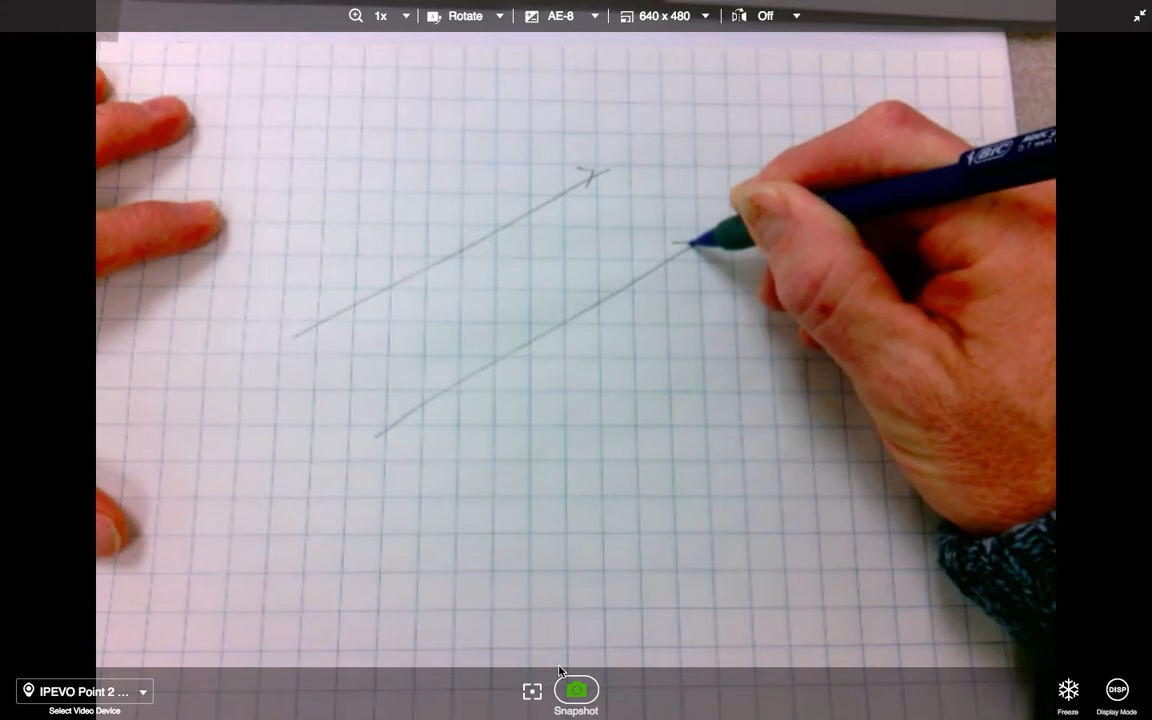 1x Rotate AE-8 640 x 480 Off
BIC
IPEVO Point 2 ...
Select Video Device
Snapshot
Freeze
DISP
Display Mode